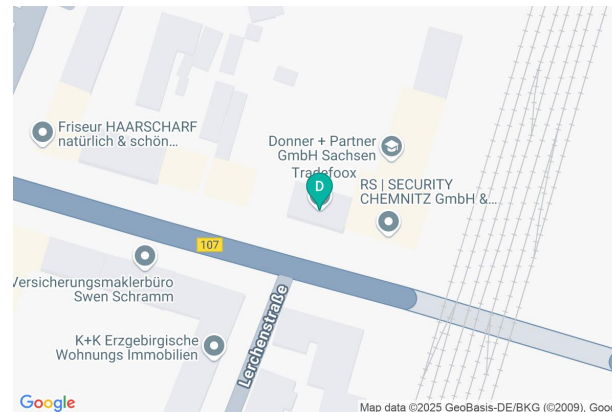 Friseur HAARSCHARF
natürlich & schön...
Donner + Partner
GmbH Sachsen
Tradefoox
D
RS | SECURITY
CHEMNITZ GmbH &...
107
Versicherungsmaklerbüro
Swen Schramm
Lerchenstraße
K+K Erzgebirgische
Wohnungs Immobilien
Google
Map data ©2025 GeoBasis-DE/BKG (©2009), Goo